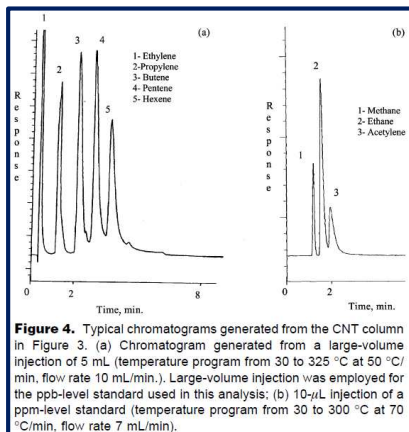 (a)
1
2
3
4
5
1- Ethylene
2-Propylene
3- Butene
4- Pentene
5- Hexene
Response
0
2
8
Time, min.
(b)
2
1
3
1- Methane
2- Ethane
3- Acetylene
Response
0
2
Time, min.
Figure 4. Typical chromatograms generated from the CNT column
in Figure 3. (a) Chromatogram generated from a large-volume
injection of 5 mL (temperature program from 30 to 325 °C at 50 °C/
min, flow rate 10 mL/min.). Large-volume injection was employed for
the ppb-level standard used in this analysis; (b) 10-μL injection of a
ppm-level standard (temperature program from 30 to 300 °C at 70
°C/min, flow rate 7 mL/min).